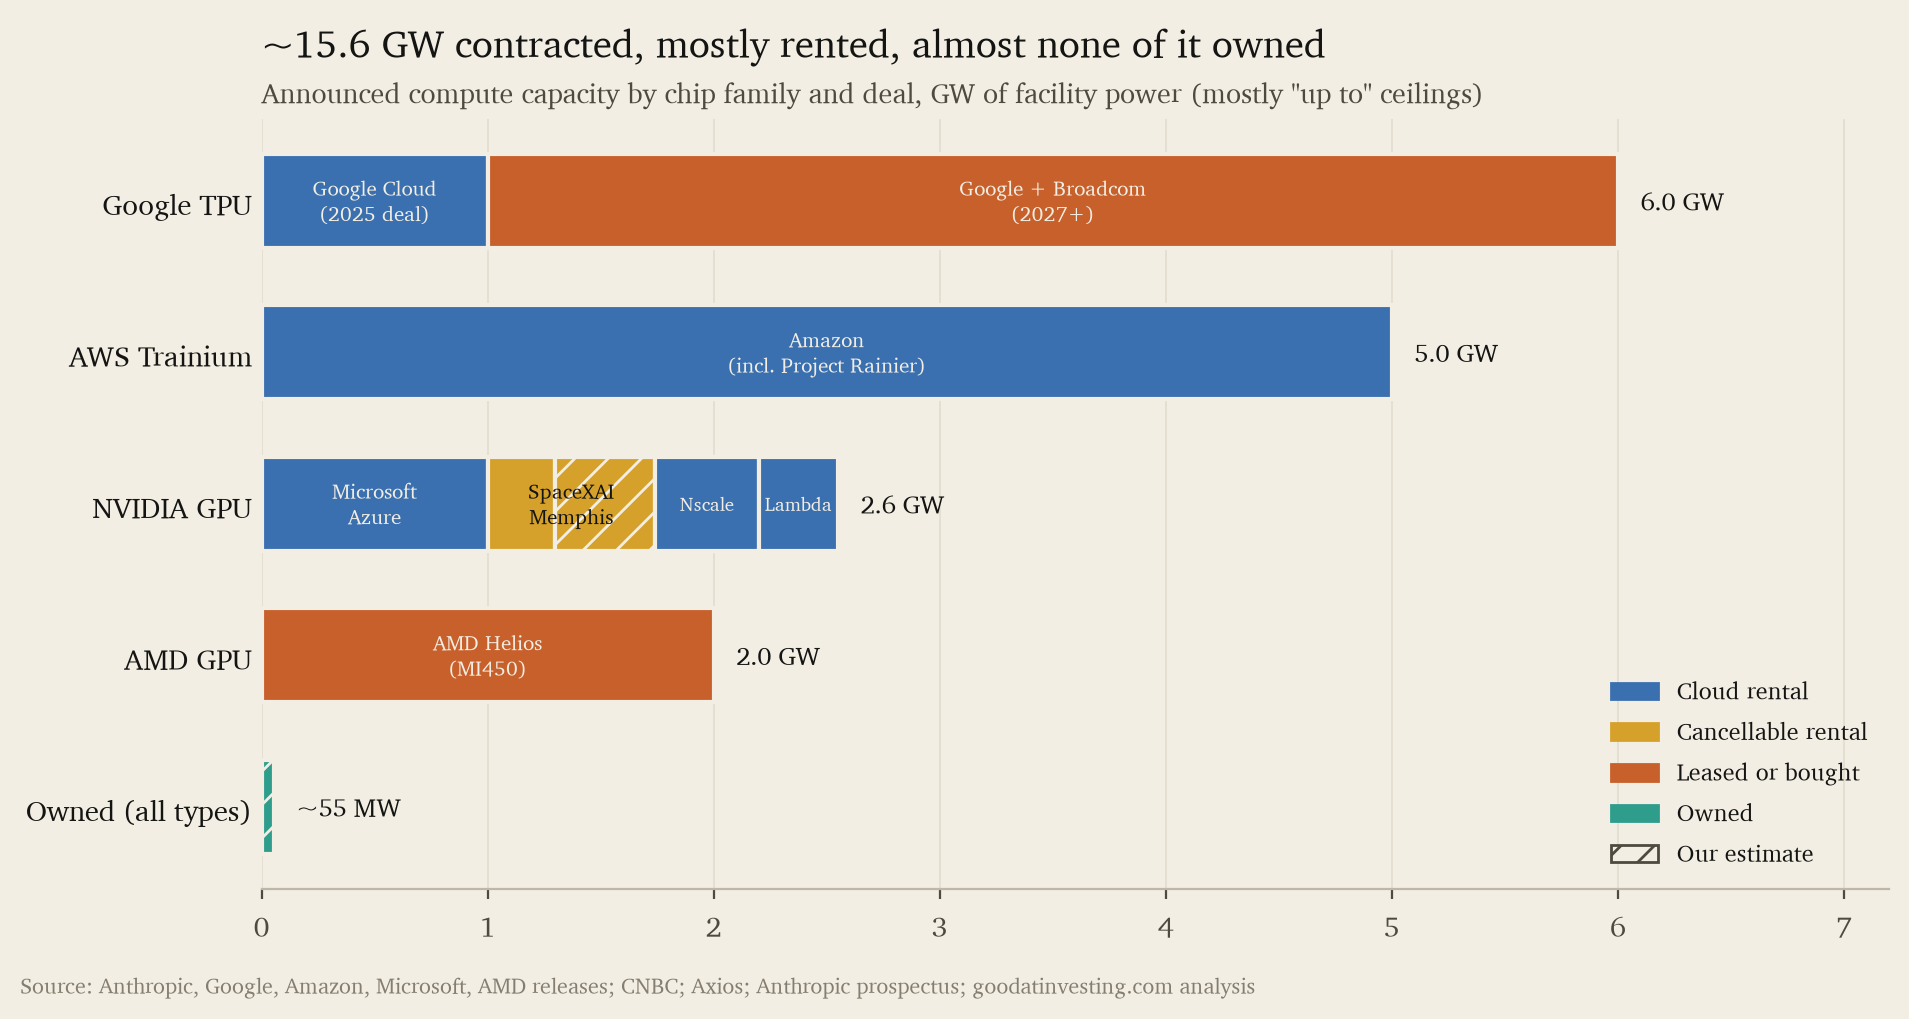 ~15.6 GW contracted, mostly rented, almost none of it owned
Announced compute capacity by chip family and deal, GW of facility power (mostly "up to" ceilings)
Google TPU
Google Cloud
(2025 deal)
Google + Broadcom
(2027+)
6.0 GW
AWS Trainium
Amazon
(incl. Project Rainier)
5.0 GW
NVIDIA GPU
Microsoft
Azure
SpaceXAI
Memphis
Nscale
Lambda
2.6 GW
AMD GPU
AMD Helios
(MI450)
2.0 GW
Owned (all types)
~55 MW
Cloud rental
Cancellable rental
Leased or bought
Owned
Our estimate
0 1 2 3 4 5 6 7
Source: Anthropic, Google, Amazon, Microsoft, AMD releases; CNBC; Axios; Anthropic prospectus; goodatinvesting.com analysis